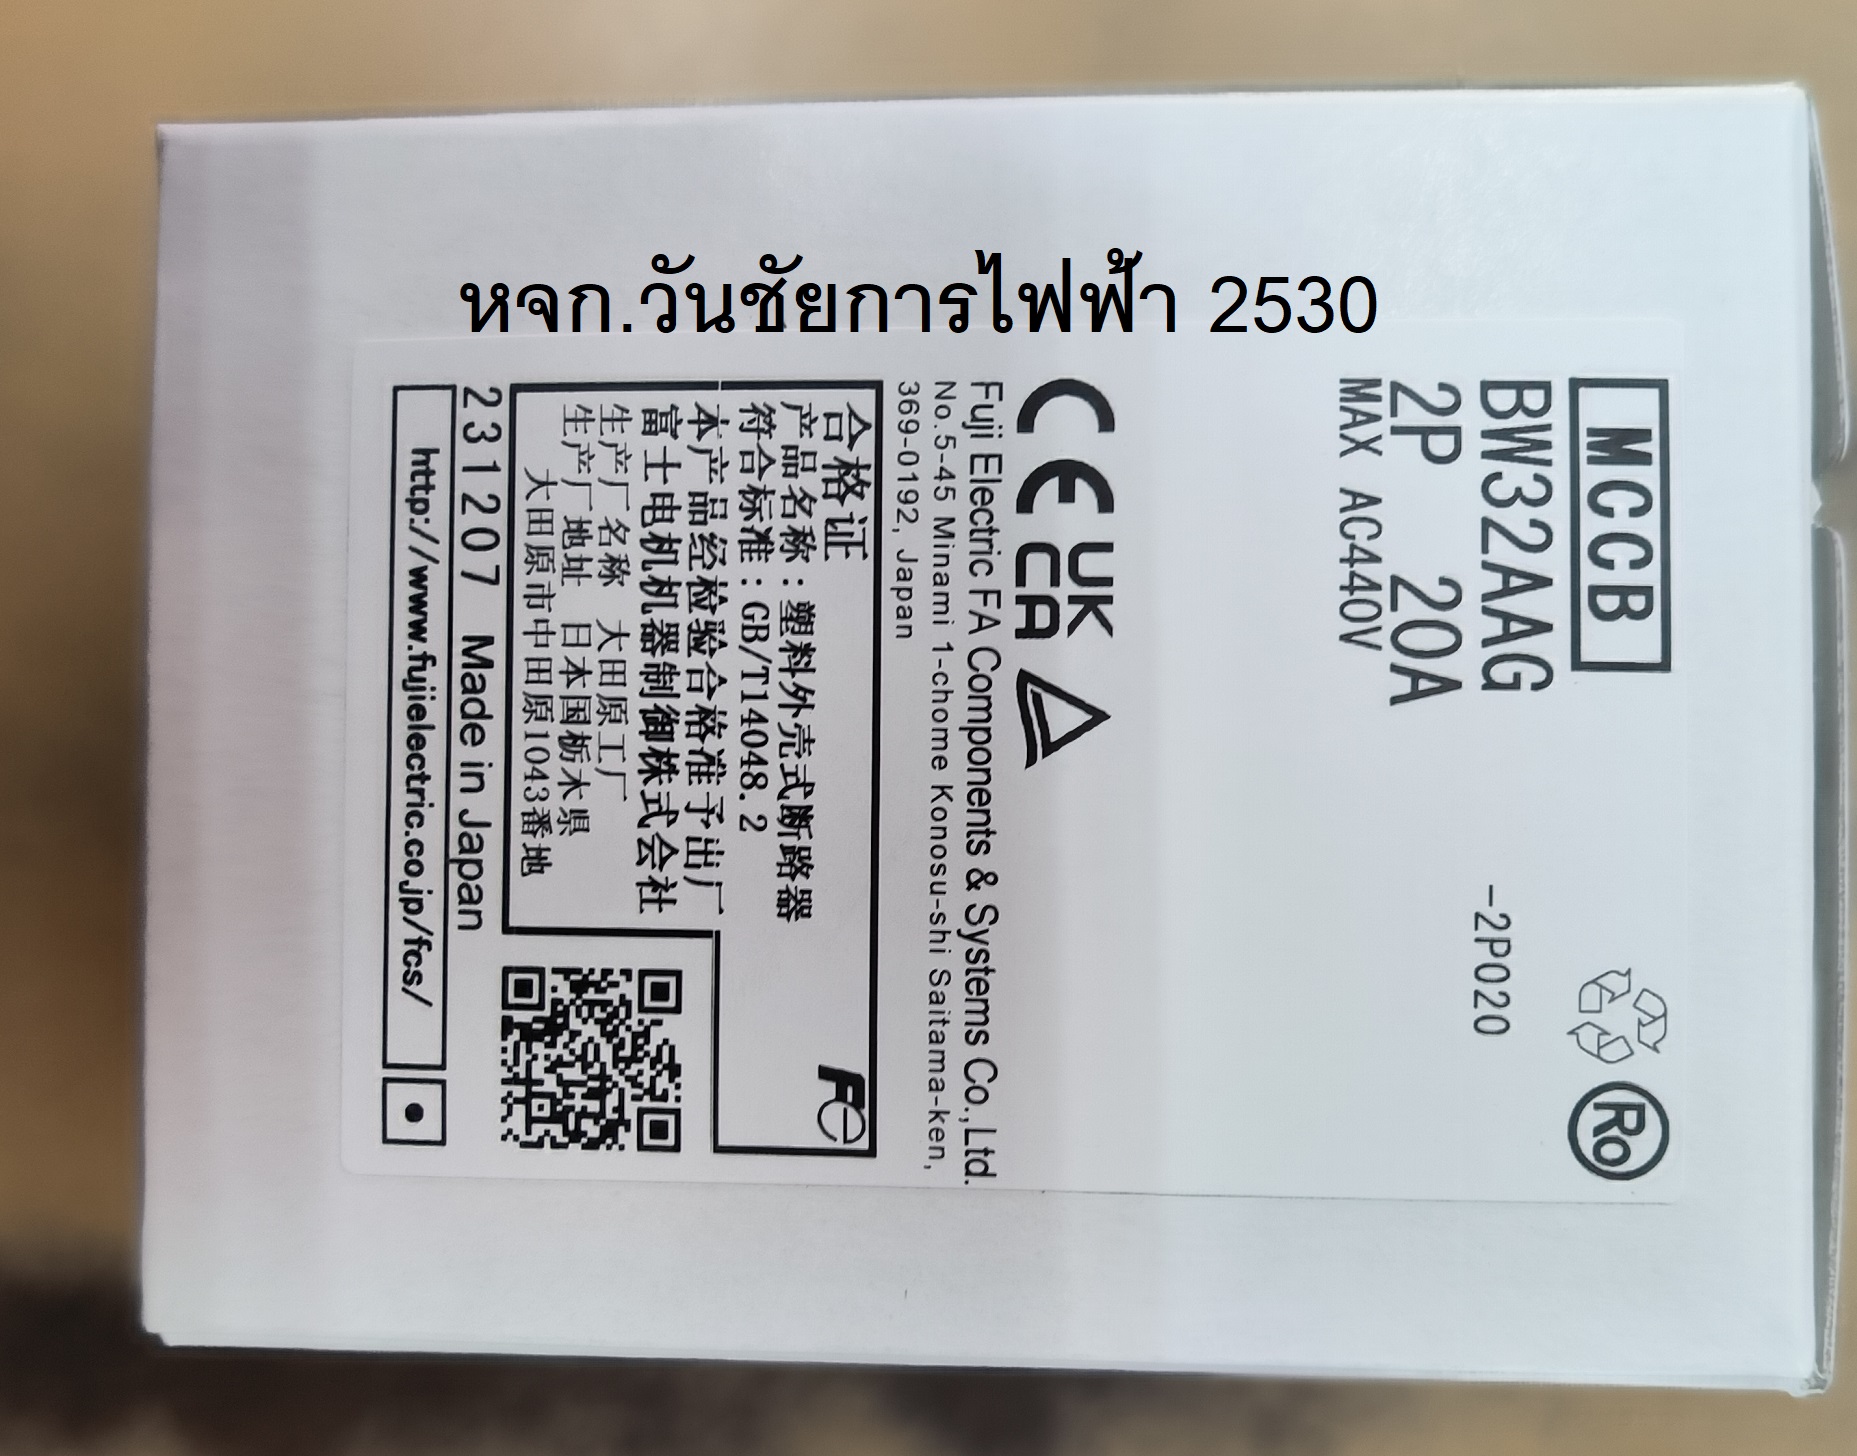 หจก.วันชัยการไฟฟ้า 2530
MCCB
Ro
BW32AAG -2P020
2P 20A
MAX AC440V
CE UK CA
Fuji Electric FA Components & Systems Co.,Ltd.
No.5-45 Minami 1-chome Konosu-shi Saitama-ken,
369-0192, Japan
合格证
Fe
产品名称：塑料外壳式断路器
符合标准：GB/T14048.2
本产品经检验合格准予出厂
富士电机机器制御株式会社
生产厂名称 大田原工厂
生产厂地址 日本国栃木県
大田原市中田原1043番地
231207 Made in Japan
http://www.fujielectric.co.jp/fcs/